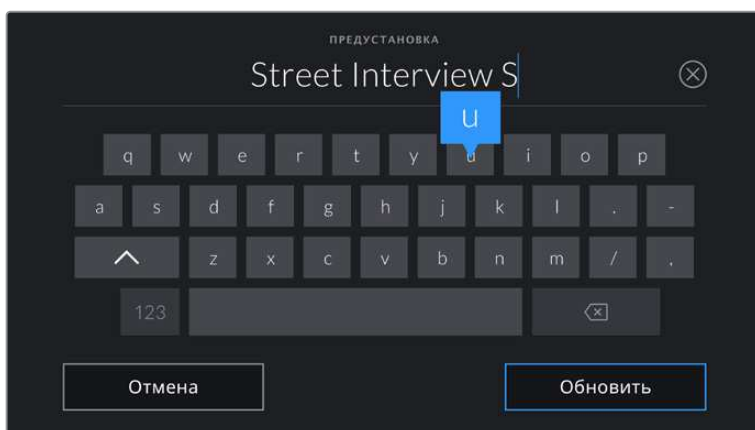 ПРЕДУСТАНОВКА
Street Interview S
u
q w e r t y u i o p
a s d f g h j k l . -
z x c v b n m / ,
123
Отмена Обновить